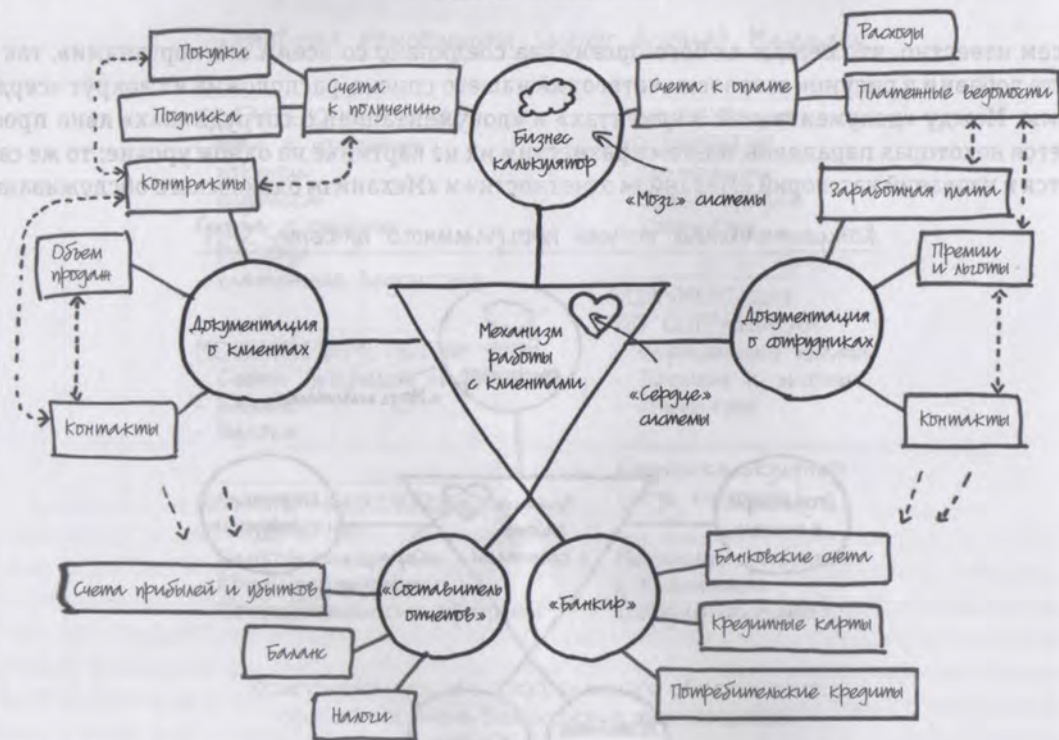 Расходы
Покупки
Счета
к получению
Счета к оплате
Платежные ведомости
Подписка
Бизнес-
калькулятор
Контракты
«Мозг» системы
Заработная плата
Объем
продаж
Премии
и льготы
Документация
о клиентах
Механизм
работы
с клиентами
Документация
о сотрудниках
«Сердце»
системы
Контакты
Контакты
Банковские счета
Счета прибылей и убытков
«Составитель
отчетов»
«Банкир»
Кредитные карты
Баланс
Потребительские кредиты
Налоги